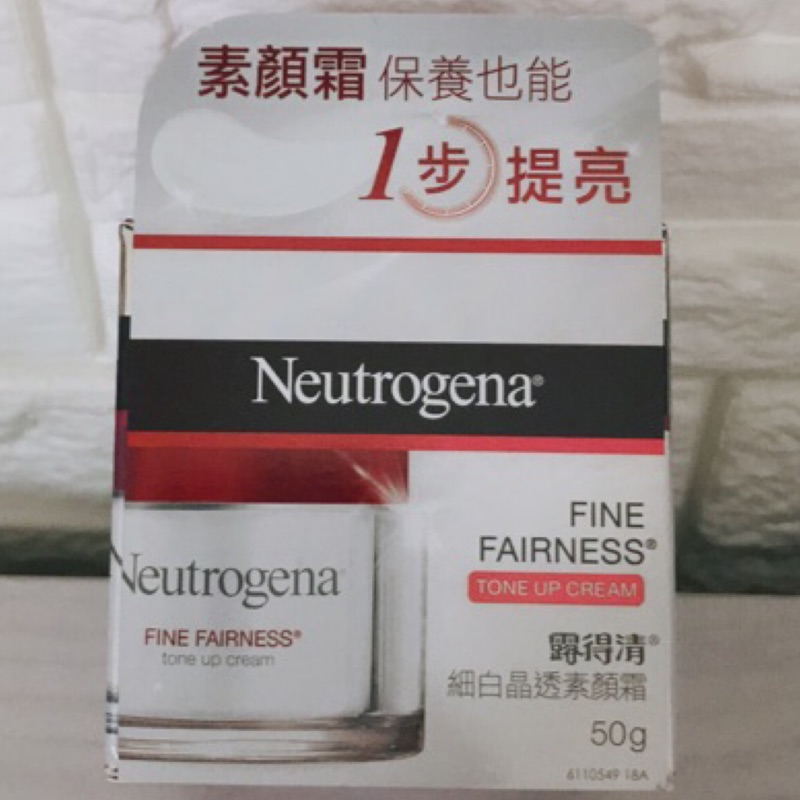 素顏霜 保養也能
1步 提亮
Neutrogena®
FINE
FAIRNESS®
TONE UP CREAM
Neutrogena
FINE FAIRNESS®
tone up cream
露得清®
細白晶透素顏霜
50g
6110549 18A